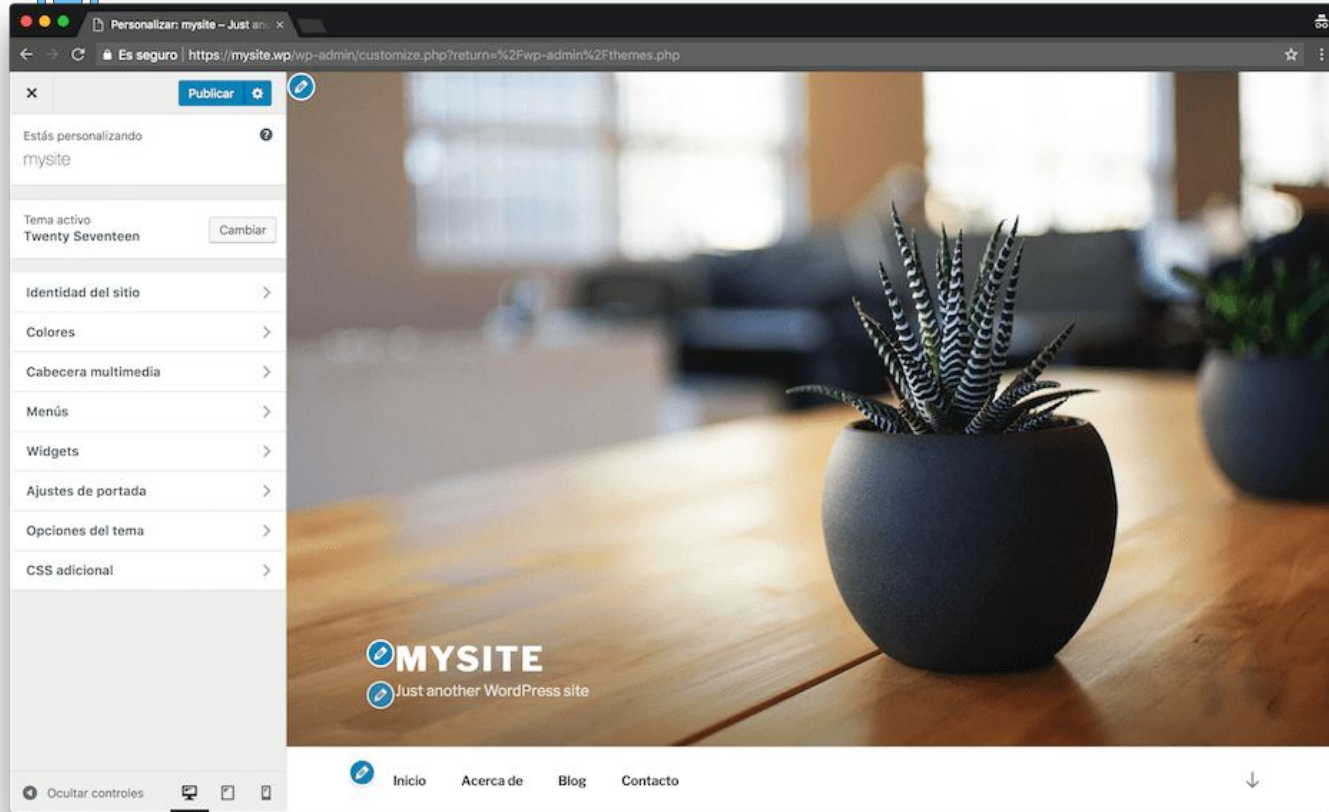 Personalizar: mysite – Just an
Es seguro | https://mysite.wp/wp-admin/customize.php?return=%2Fwp-admin%2Fthemes.php
Publicar
Estás personalizando
mysite
Tema activo
Twenty Seventeen
Cambiar
Identidad del sitio
Colores
Cabecera multimedia
Menús
Widgets
Ajustes de portada
Opciones del tema
CSS adicional
Ocultar controles
MYSITE
Just another WordPress site
Inicio Acerca de Blog Contacto